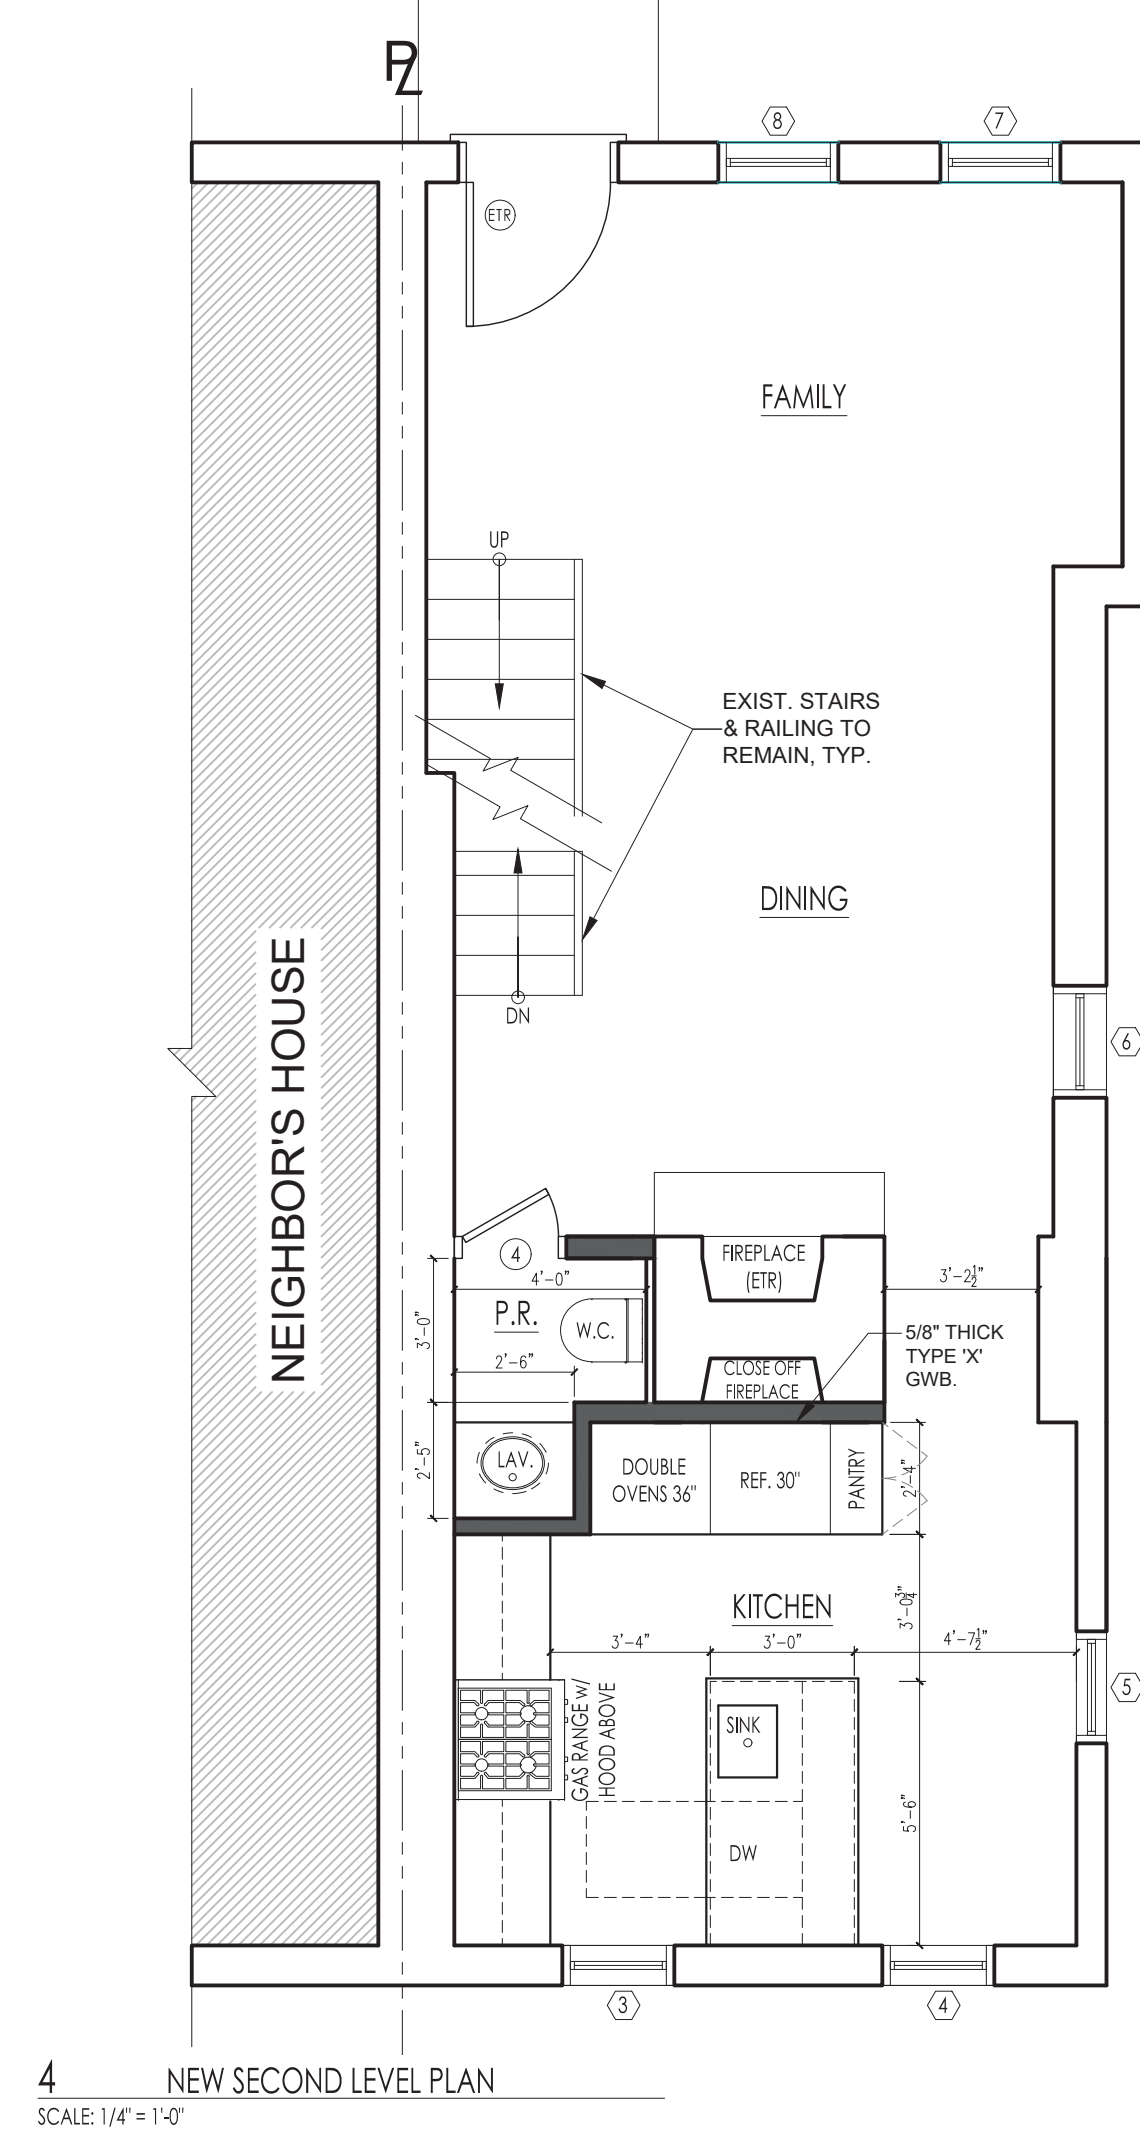 PL
8
7
ETR
FAMILY
UP
EXIST. STAIRS
& RAILING TO
REMAIN, TYP.
DINING
DN
NEIGHBOR'S HOUSE
6
4
4'-0"
FIREPLACE
(ETR)
3'-2½"
3'-0"
P.R.
W.C.
5/8" THICK
TYPE 'X'
GWB.
2'-6"
CLOSE OFF
FIREPLACE
2'-5"
LAV.
DOUBLE
OVENS 36"
REF. 30"
PANTRY
2'-4"
KITCHEN
3'-0¾"
3'-4"
3'-0"
4'-7½"
5
GAS RANGE w/
HOOD ABOVE
SINK
5'-6"
DW
3
4
4 NEW SECOND LEVEL PLAN
SCALE: 1/4" = 1'-0"